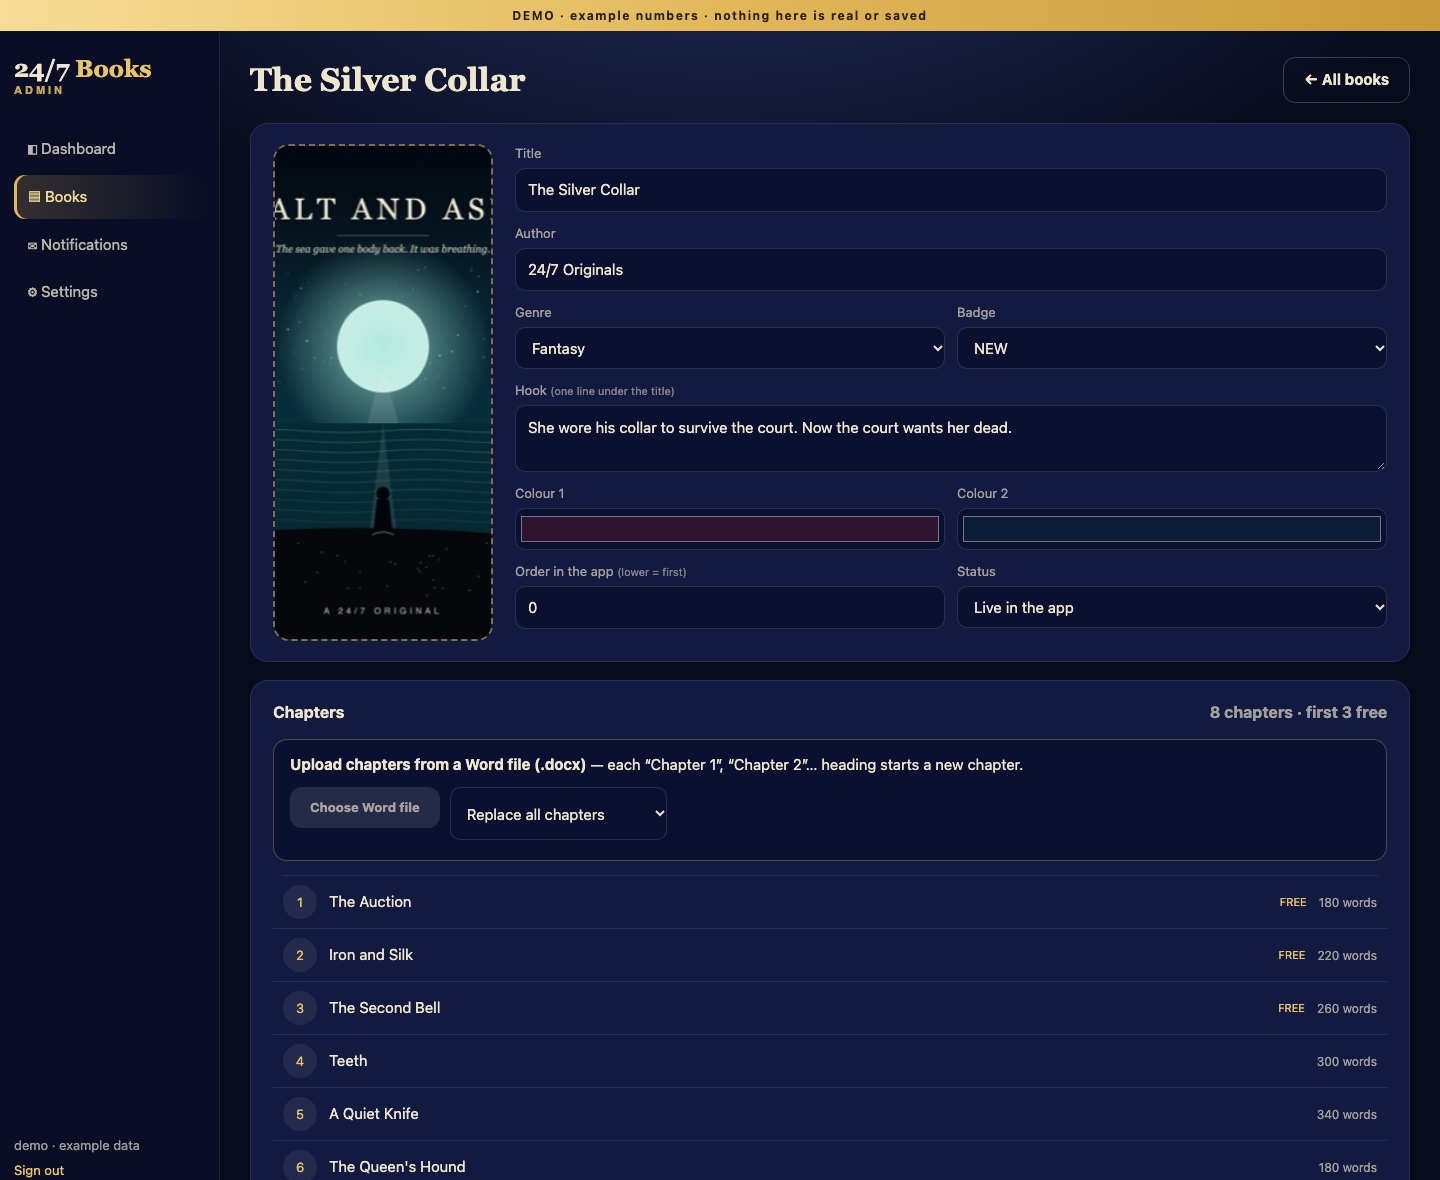 DEMO · example numbers · nothing here is real or saved
24/7 Books
ADMIN
Dashboard
Books
Notifications
Settings
demo · example data
Sign out
The Silver Collar
← All books
ALT AND AS
The sea gave one body back. It was breathing.
A 24/7 ORIGINAL
Title
The Silver Collar
Author
24/7 Originals
Genre
Badge
Fantasy
NEW
Hook (one line under the title)
She wore his collar to survive the court. Now the court wants her dead.
Colour 1
Colour 2
Order in the app (lower = first)
Status
0
Live in the app
Chapters
8 chapters · first 3 free
Upload chapters from a Word file (.docx) — each “Chapter 1”, “Chapter 2”… heading starts a new chapter.
Choose Word file
Replace all chapters
1 The Auction FREE 180 words
2 Iron and Silk FREE 220 words
3 The Second Bell FREE 260 words
4 Teeth 300 words
5 A Quiet Knife 340 words
6 The Queen's Hound 180 words